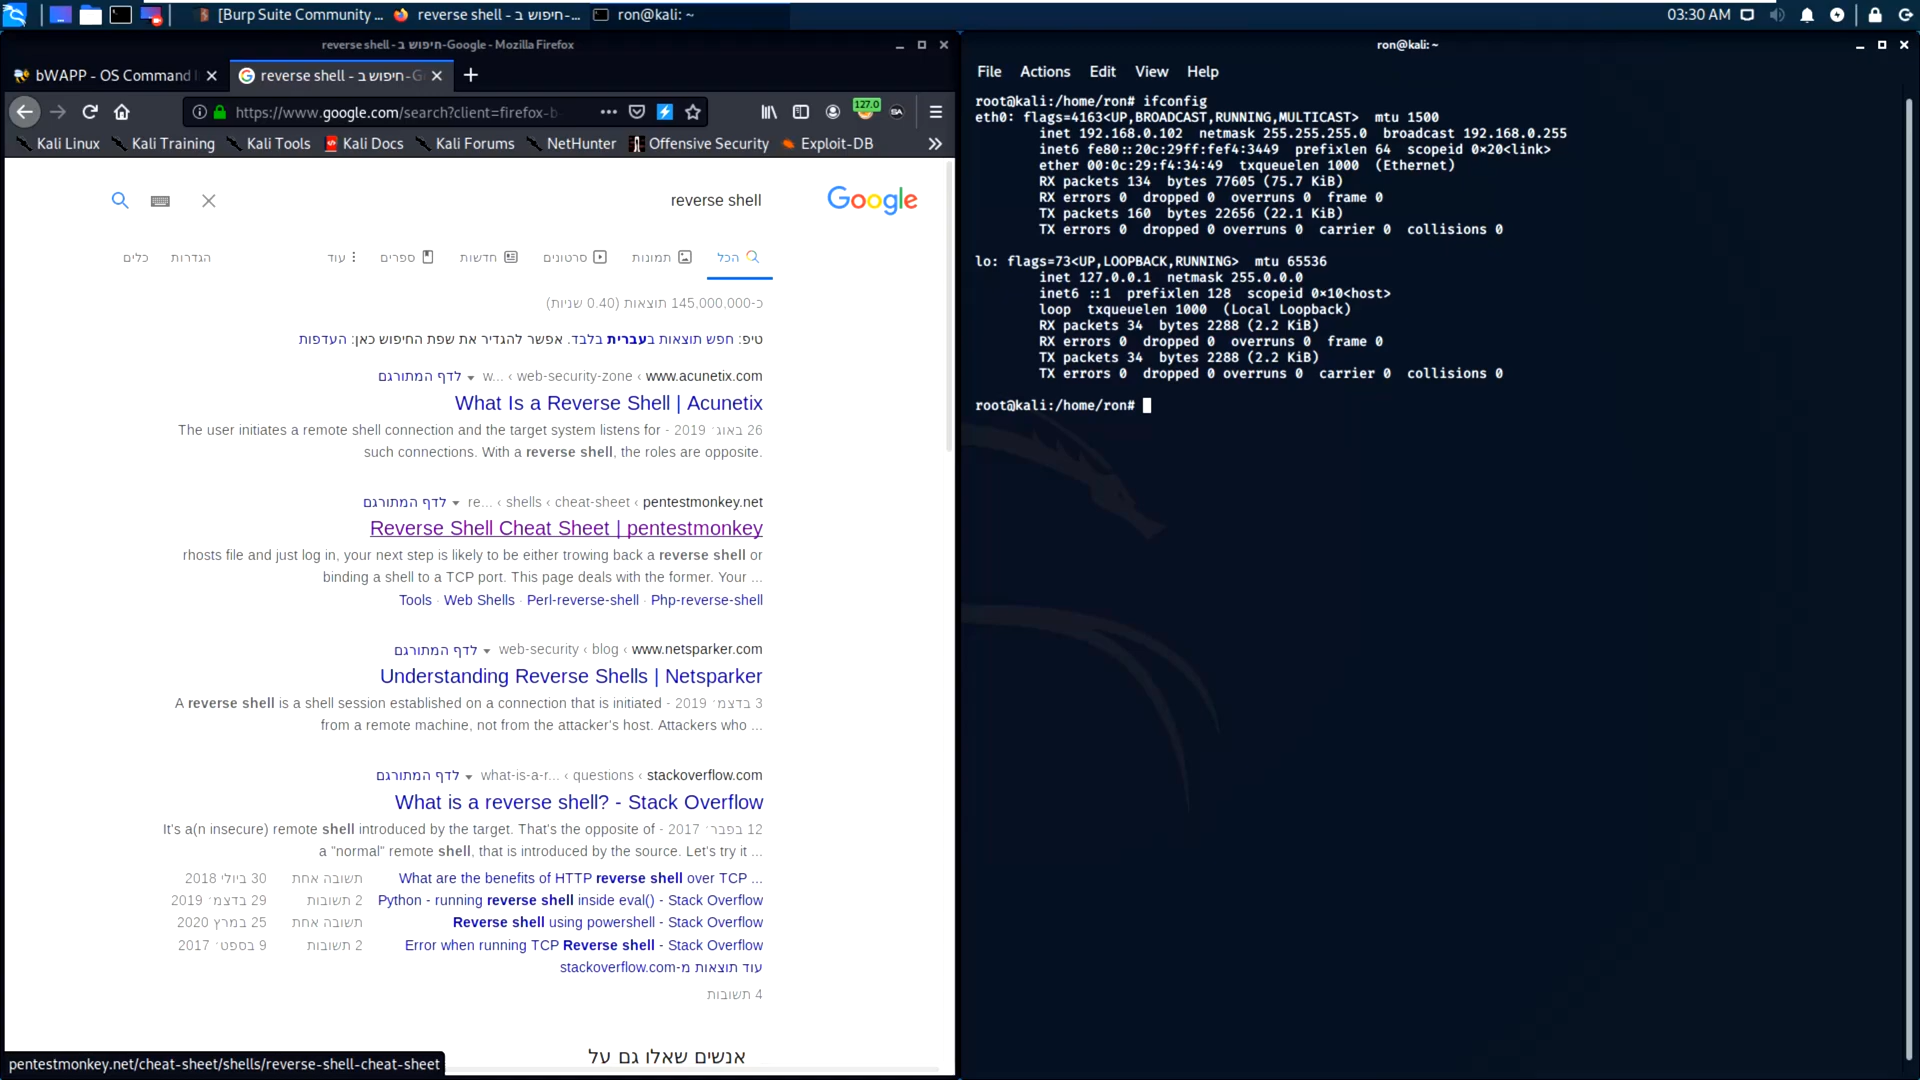 [Burp Suite Community ...
reverse shell - חיפוש ב-...
ron@kali: ~
03:30 AM
reverse shell - חיפוש ב-Google - Mozilla Firefox
bWAPP - OS Command
reverse shell - חיפוש ב-G
https://www.google.com/search?client=firefox-b
127.0
Kali Linux
Kali Training
Kali Tools
Kali Docs
Kali Forums
NetHunter
Offensive Security
Exploit-DB
reverse shell
Google
הכל
תמונות
סרטונים
חדשות
ספרים
עוד
הגדרות
כלים
כ-145,000,000 תוצאות (0.40 שניות)
טיפ: חפש תוצאות בעברית בלבד. אפשר להגדיר את שפת החיפוש כאן: העדפות
www.acunetix.com › web-security-zone › w... לדף המתורגם
What Is a Reverse Shell | Acunetix
26 באוג׳ 2019 - The user initiates a remote shell connection and the target system listens for
such connections. With a reverse shell, the roles are opposite.
pentestmonkey.net › cheat-sheet › shells › re... לדף המתורגם
Reverse Shell Cheat Sheet | pentestmonkey
rhosts file and just log in, your next step is likely to be either trowing back a reverse shell or
binding a shell to a TCP port. This page deals with the former. Your ...
Tools · Web Shells · Perl-reverse-shell · Php-reverse-shell
www.netsparker.com › blog › web-security לדף המתורגם
Understanding Reverse Shells | Netsparker
3 בדצמ׳ 2019 - A reverse shell is a shell session established on a connection that is initiated
from a remote machine, not from the attacker's host. Attackers who ...
stackoverflow.com › questions › what-is-a-r... לדף המתורגם
What is a reverse shell? - Stack Overflow
12 בפבר׳ 2017 - It's a(n insecure) remote shell introduced by the target. That's the opposite of
a "normal" remote shell, that is introduced by the source. Let's try it ...
What are the benefits of HTTP reverse shell over TCP ... תשובה אחת 30 ביולי 2018
Python - running reverse shell inside eval() - Stack Overflow 2 תשובות 29 בדצמ׳ 2019
Reverse shell using powershell - Stack Overflow תשובה אחת 25 במרץ 2020
Error when running TCP Reverse shell - Stack Overflow 2 תשובות 9 בספט׳ 2017
עוד תוצאות מ-stackoverflow.com
4 תשובות
אנשים שאלו גם על
pentestmonkey.net/cheat-sheet/shells/reverse-shell-cheat-sheet
ron@kali: ~
File Actions Edit View Help
root@kali:/home/ron# ifconfig
eth0: flags=4163<UP,BROADCAST,RUNNING,MULTICAST> mtu 1500
inet 192.168.0.102 netmask 255.255.255.0 broadcast 192.168.0.255
inet6 fe80::20c:29ff:fef4:3449 prefixlen 64 scopeid 0×20<link>
ether 00:0c:29:f4:34:49 txqueuelen 1000 (Ethernet)
RX packets 134 bytes 77605 (75.7 KiB)
RX errors 0 dropped 0 overruns 0 frame 0
TX packets 160 bytes 22656 (22.1 KiB)
TX errors 0 dropped 0 overruns 0 carrier 0 collisions 0
lo: flags=73<UP,LOOPBACK,RUNNING> mtu 65536
inet 127.0.0.1 netmask 255.0.0.0
inet6 ::1 prefixlen 128 scopeid 0×10<host>
loop txqueuelen 1000 (Local Loopback)
RX packets 34 bytes 2288 (2.2 KiB)
RX errors 0 dropped 0 overruns 0 frame 0
TX packets 34 bytes 2288 (2.2 KiB)
TX errors 0 dropped 0 overruns 0 carrier 0 collisions 0
root@kali:/home/ron#